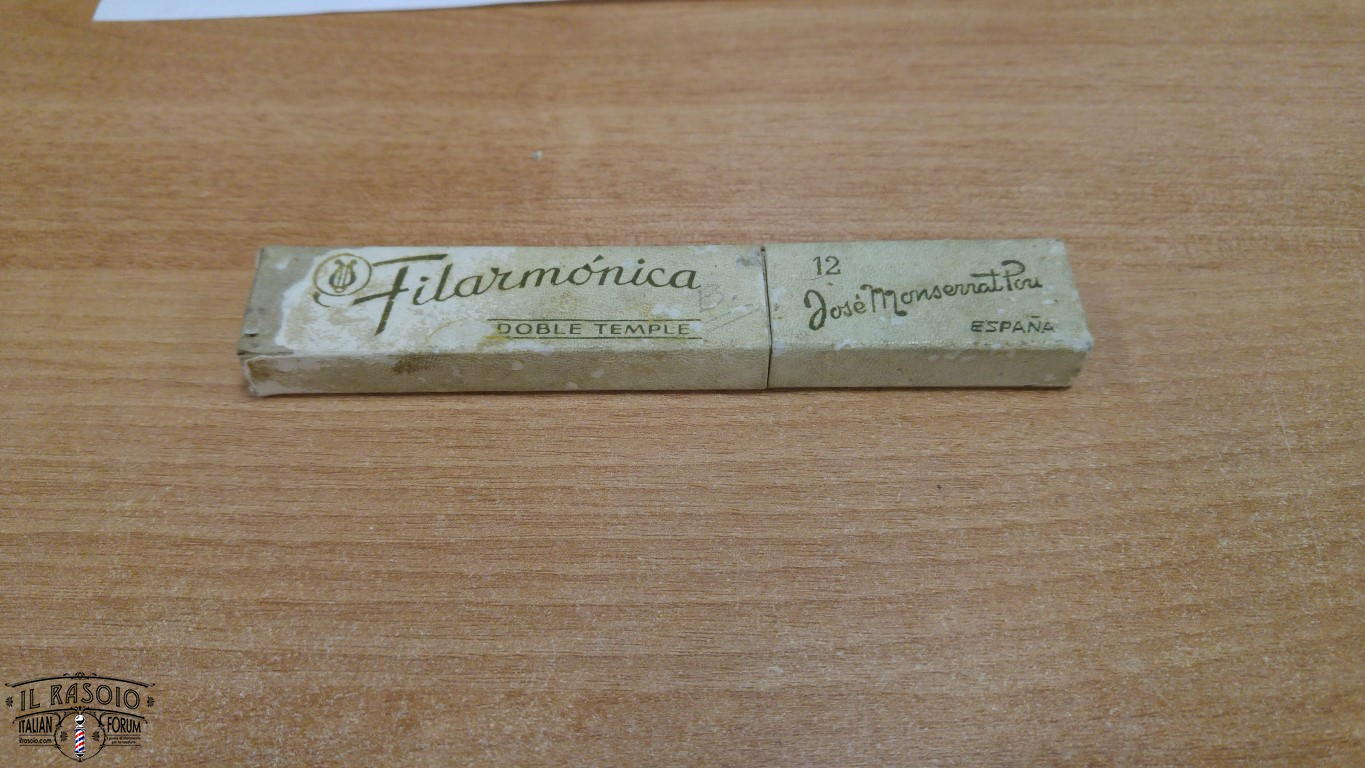 Filarmónica
DOBLE TEMPLE
12
José Monserrat Pou
ESPAÑA
IL RASOIO
ITALIAN FORUM
ilrasoio.com